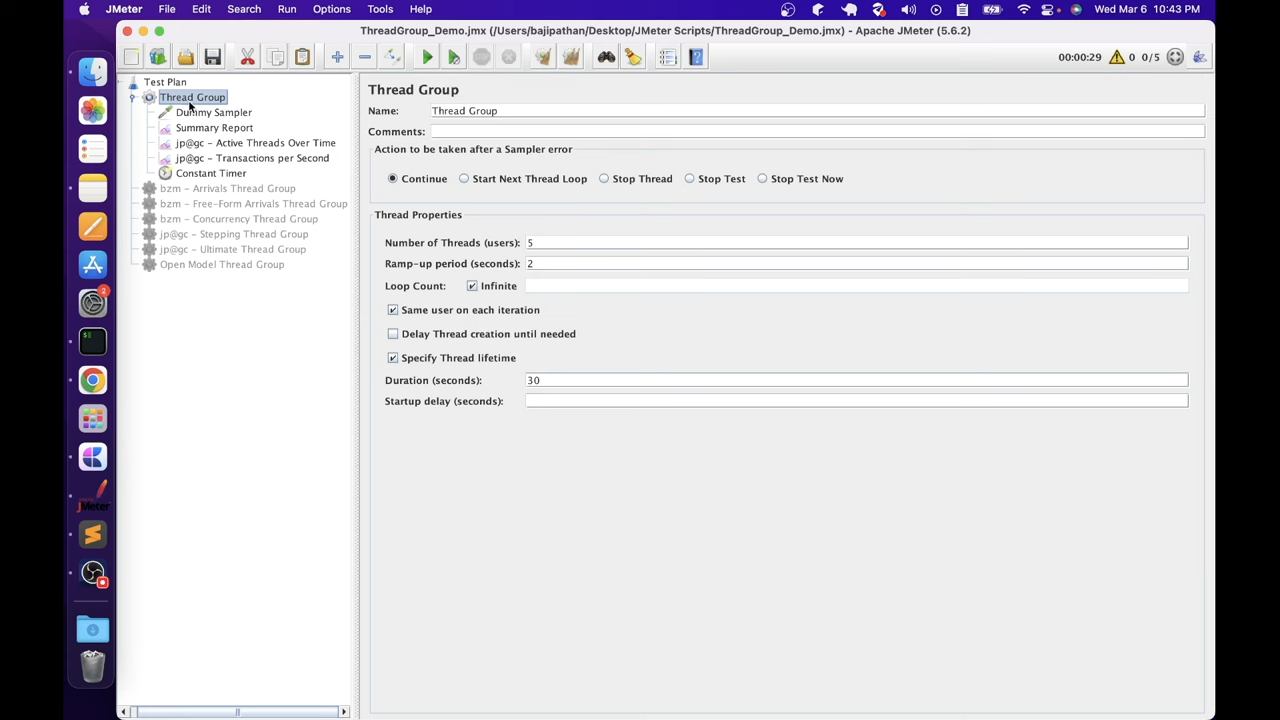 JMeter File Edit Search Run Options Tools Help Wed Mar 6 10:43 PM
ThreadGroup_Demo.jmx (/Users/bajipathan/Desktop/JMeter Scripts/ThreadGroup_Demo.jmx) - Apache JMeter (5.6.2)
00:00:29 0 0/5
Test Plan
Thread Group
Dummy Sampler
Summary Report
jp@gc - Active Threads Over Time
jp@gc - Transactions per Second
Constant Timer
bzm - Arrivals Thread Group
bzm - Free-Form Arrivals Thread Group
bzm - Concurrency Thread Group
jp@gc - Stepping Thread Group
jp@gc - Ultimate Thread Group
Open Model Thread Group
Thread Group
Name: Thread Group
Comments:
Action to be taken after a Sampler error
Continue Start Next Thread Loop Stop Thread Stop Test Stop Test Now
Thread Properties
Number of Threads (users): 5
Ramp-up period (seconds): 2
Loop Count: Infinite
Same user on each iteration
Delay Thread creation until needed
Specify Thread lifetime
Duration (seconds): 30
Startup delay (seconds):
2
JMeter